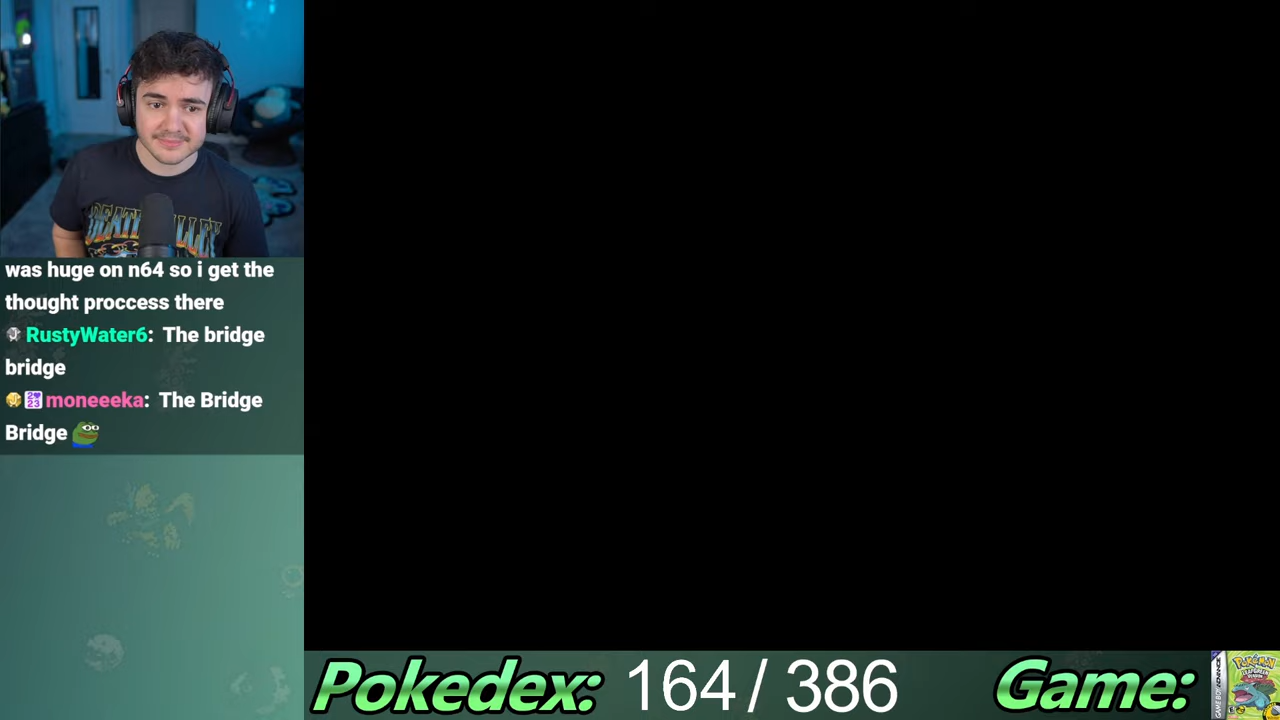 was huge on n64 so i get the
thought proccess there
RustyWater6: The bridge
bridge
moneeeka: The Bridge
Bridge
Pokedex: 164 / 386 Game: